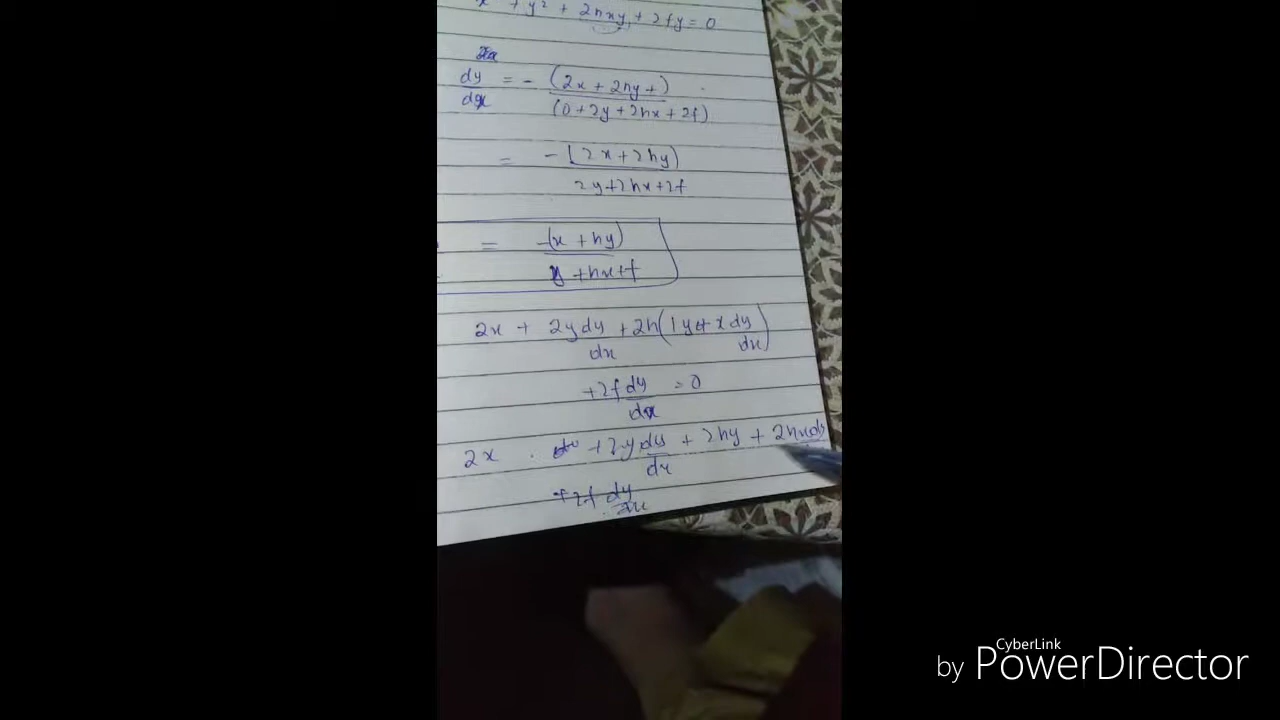 x² + y² + 2hxy + 2fy = 0
dy/dx = - (2x + 2hy + )/(0 + 2y + 2hx + 2f)
= - (2x + 2hy)/2y + 2hx + 2f
= -(x + hy)/y + hx + f
2x + 2y dy/dx + 2h(1y + x dy/dx)
+ 2f dy/dx = 0
2x . + 2y dy/dx + 2hy + 2hx dy
+ 2f dy/dx
CyberLink
by PowerDirector